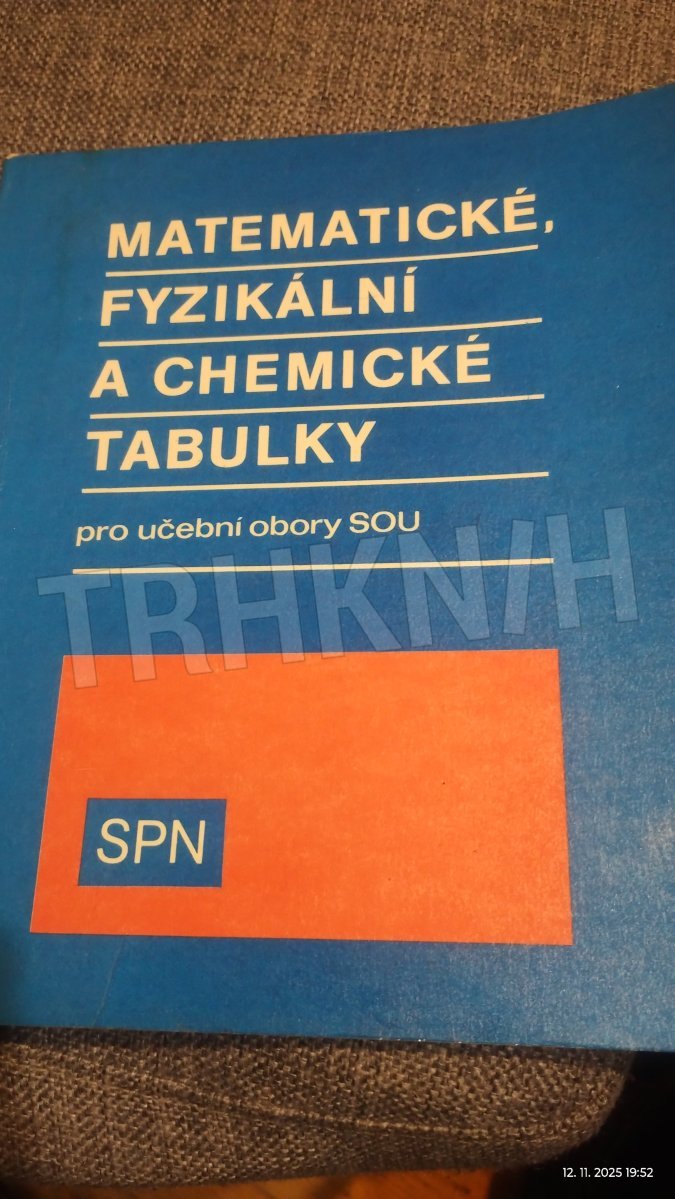 MATEMATICKÉ,
FYZIKÁLNÍ
A CHEMICKÉ
TABULKY
pro učební obory SOU
TRHKNIH
SPN
12. 11. 2025 19:52